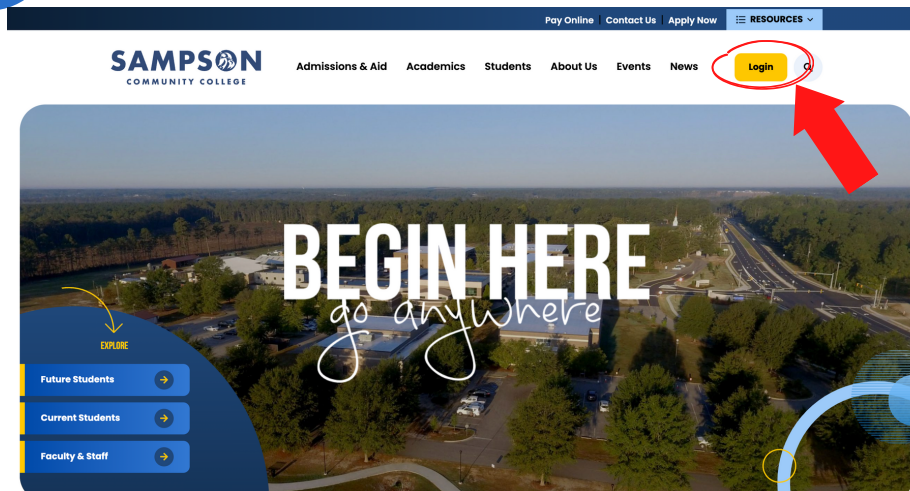 Pay Online | Contact Us | Apply Now RESOURCES
SAMPSON
COMMUNITY COLLEGE
Admissions & Aid Academics Students About Us Events News Login
BEGIN HERE
go anywhere
EXPLORE
Future Students
Current Students
Faculty & Staff